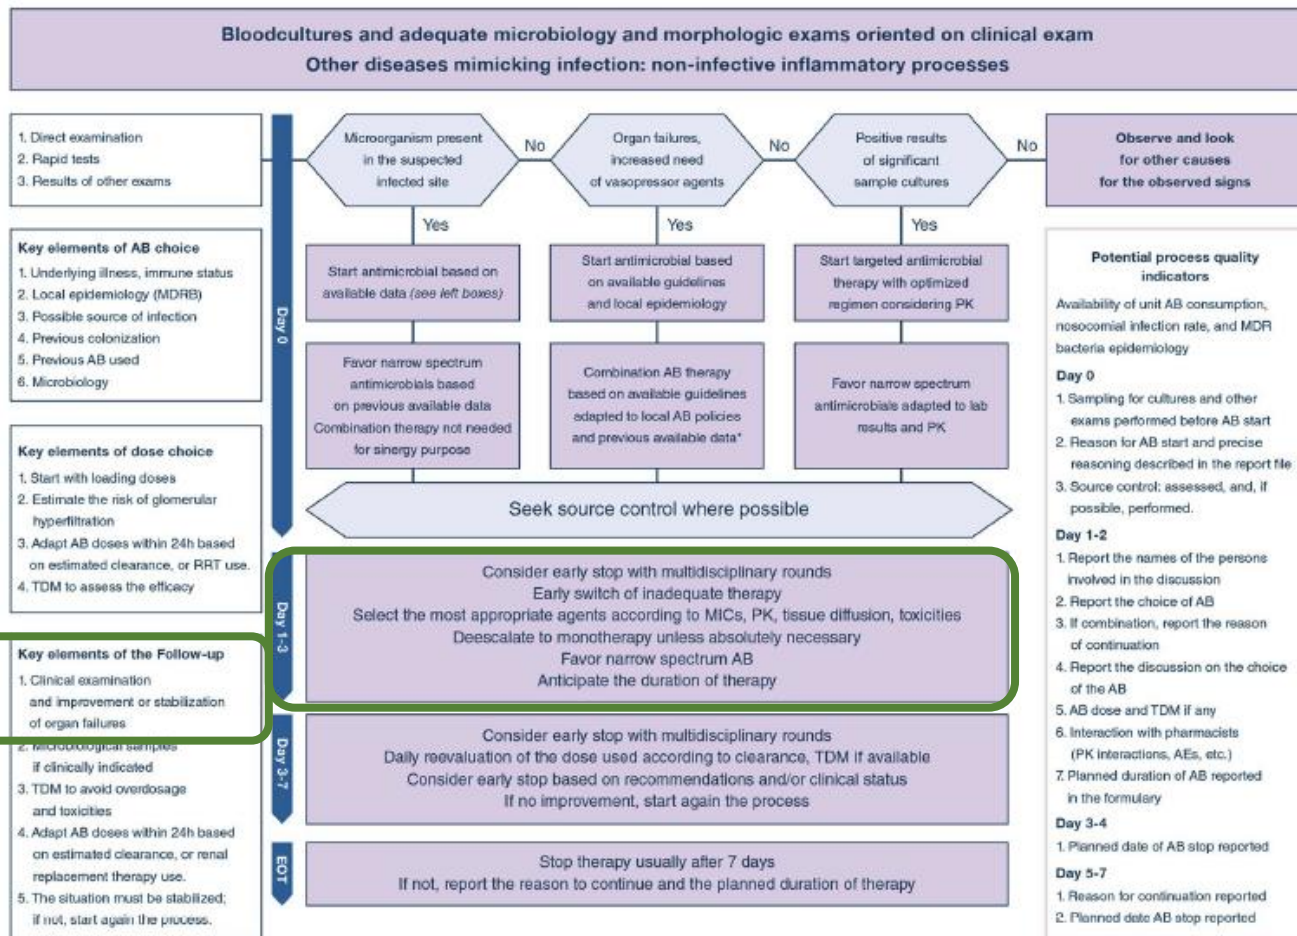 Bloodcultures and adequate microbiology and morphologic exams oriented on clinical exam
Other diseases mimicking infection: non-infective inflammatory processes
1. Direct examination
2. Rapid tests
3. Results of other exams
Microorganism present
in the suspected
infected site
No
Organ failures,
increased need
of vasopressor agents
No
Positive results
of significant
sample cultures
No
Observe and look
for other causes
for the observed signs
Yes
Yes
Yes
Key elements of AB choice
1. Underlying illness, immune status
2. Local epidemiology (MDRB)
3. Possible source of infection
4. Previous colonization
5. Previous AB used
6. Microbiology
Day 0
Start antimicrobial based on
available data (see left boxes)
Start antimicrobial based
on available guidelines
and local epidemiology
Start targeted antimicrobial
therapy with optimized
regimen considering PK
Favor narrow spectrum
antimicrobials based
on previous available data
Combination therapy not needed
for sinergy purpose
Combination AB therapy
based on available guidelines
adapted to local AB policies
and previous available data*
Favor narrow spectrum
antimicrobials adapted to lab
results and PK
Key elements of dose choice
1. Start with loading doses
2. Estimate the risk of glomerular
hyperfiltration
3. Adapt AB doses within 24h based
on estimated clearance, or RRT use.
4. TDM to assess the efficacy
Seek source control where possible
Day 1-3
Consider early stop with multidisciplinary rounds
Early switch of inadequate therapy
Select the most appropriate agents according to MICs, PK, tissue diffusion, toxicities
Deescalate to monotherapy unless absolutely necessary
Favor narrow spectrum AB
Anticipate the duration of therapy
Key elements of the Follow-up
1. Clinical examination
and improvement or stabilization
of organ failures
2. Microbiological samples
if clinically indicated
3. TDM to avoid overdosage
and toxicities
4. Adapt AB doses within 24h based
on estimated clearance, or renal
replacement therapy use.
5. The situation must be stabilized;
if not, start again the process.
Day 3-7
Consider early stop with multidisciplinary rounds
Daily reevaluation of the dose used according to clearance, TDM if available
Consider early stop based on recommendations and/or clinical status
If no improvement, start again the process
EOT
Stop therapy usually after 7 days
If not, report the reason to continue and the planned duration of therapy
Potential process quality
indicators
Availability of unit AB consumption,
nosocomial infection rate, and MDR
bacteria epidemiology
Day 0
1. Sampling for cultures and other
exams performed before AB start
2. Reason for AB start and precise
reasoning described in the report file
3. Source control: assessed, and, if
possible, performed.
Day 1-2
1. Report the names of the persons
involved in the discussion
2. Report the choice of AB
3. If combination, report the reason
of continuation
4. Report the discussion on the choice
of the AB
5. AB dose and TDM if any
6. Interaction with pharmacists
(PK interactions, AEs, etc.)
7. Planned duration of AB reported
in the formulary
Day 3-4
1. Planned date of AB stop reported
Day 5-7
1. Reason for continuation reported
2. Planned date AB stop reported